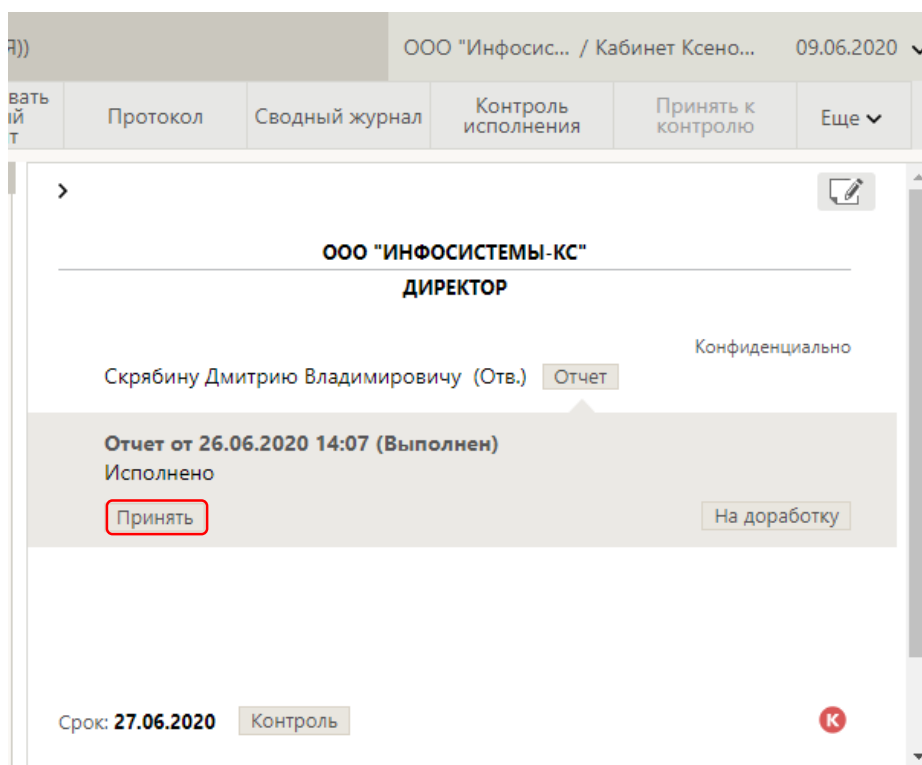 Я))
ООО "Инфосис... / Кабинет Ксено... 09.06.2020
вать
ий
т
Протокол
Сводный журнал
Контроль
исполнения
Принять к
контролю
Еще
ООО "ИНФОСИСТЕМЫ-КС"
ДИРЕКТОР
Конфиденциально
Скрябину Дмитрию Владимировичу (Отв.) Отчет
Отчет от 26.06.2020 14:07 (Выполнен)
Исполнено
Принять На доработку
Срок: 27.06.2020 Контроль К